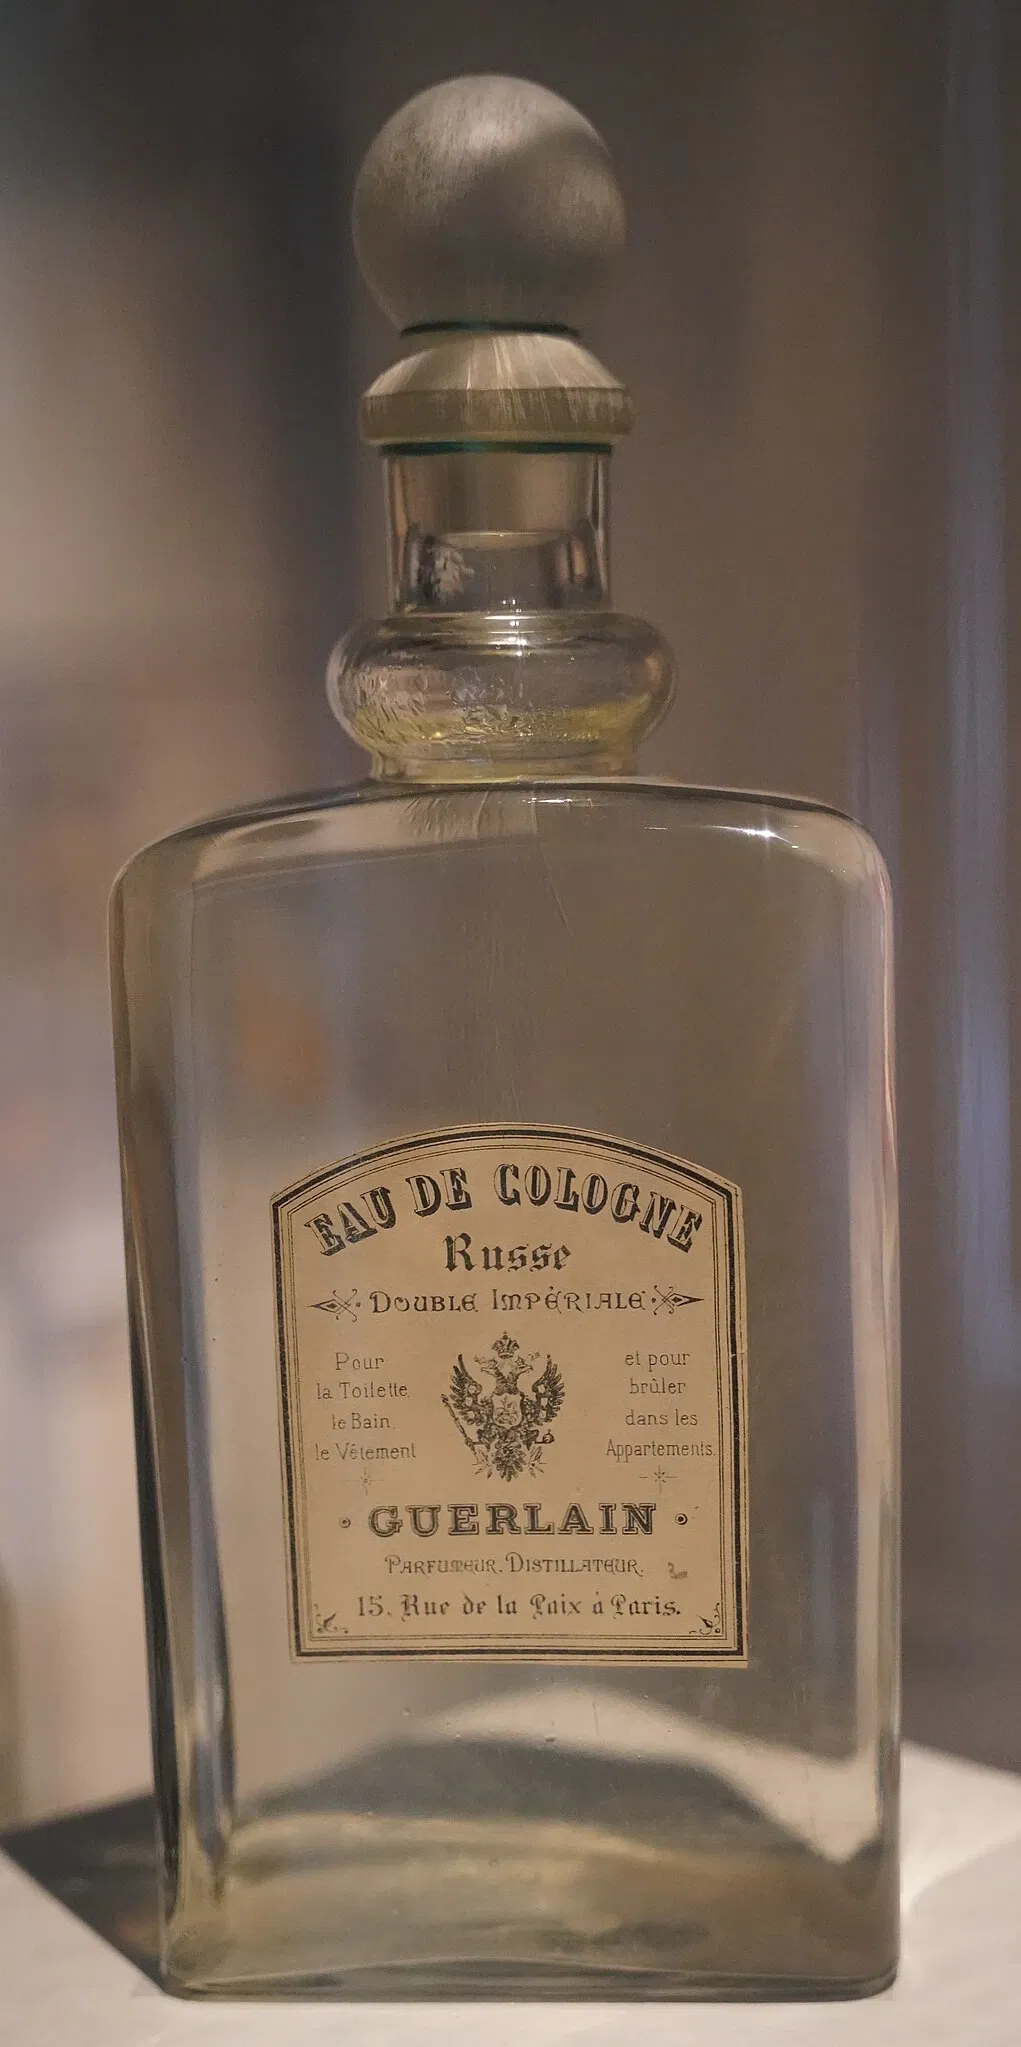 EAU DE COLOGNE
Russe
DOUBLE IMPÉRIALE
Pour
la Toilette,
le Bain,
le Vêtement
et pour
brûler
dans les
Appartements.
GUERLAIN
PARFUMEUR, DISTILLATEUR,
15, Rue de la Paix à Paris.